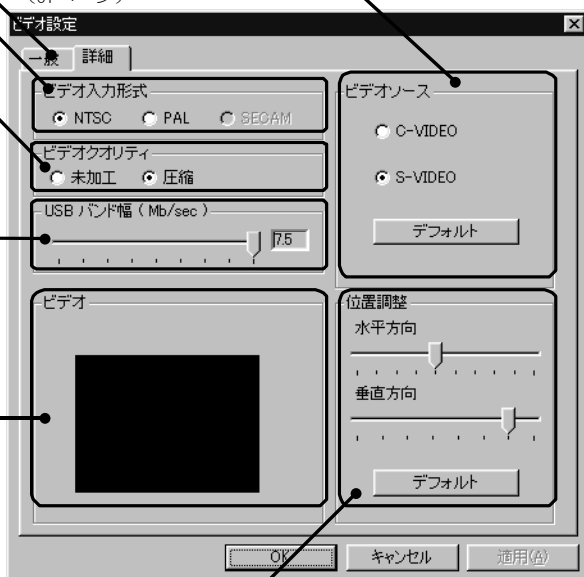 ビデオ設定
一般 詳細
ビデオ入力形式
NTSC PAL SECAM
ビデオクオリティ
未加工 圧縮
USB バンド幅 ( Mb/sec )
7.5
ビデオ
ビデオソース
C-VIDEO
S-VIDEO
デフォルト
位置調整
水平方向
垂直方向
デフォルト
OK キャンセル 適用(A)